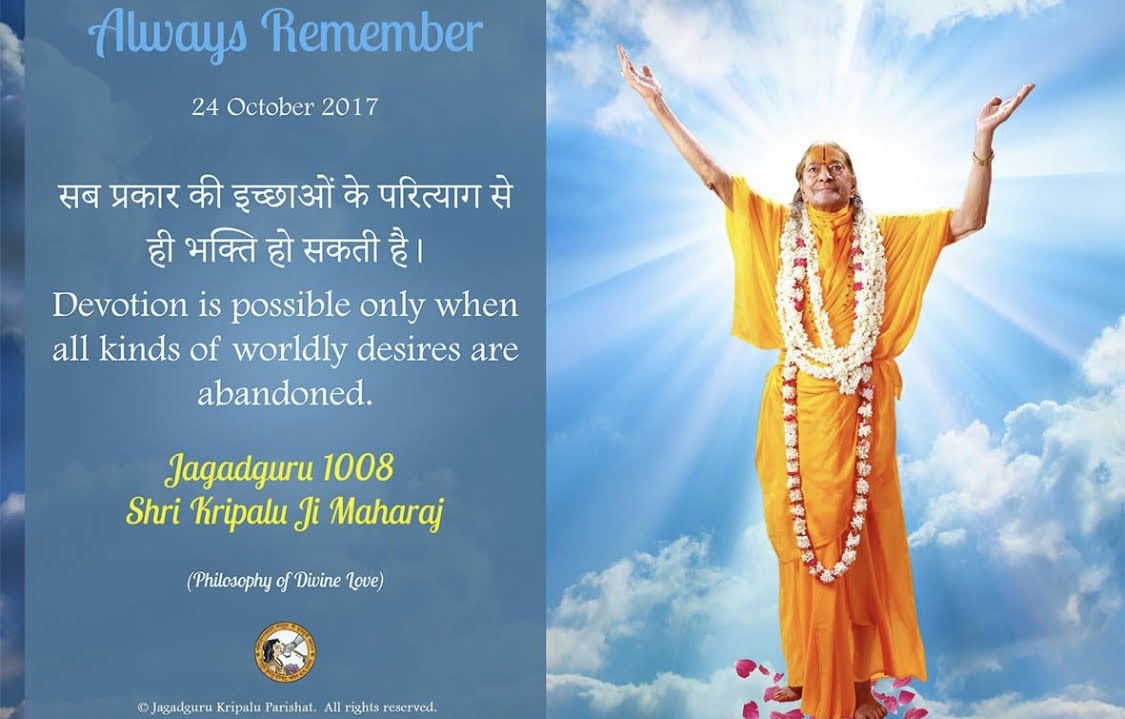 Always Remember
24 October 2017
सब प्रकार की इच्छाओं के परित्याग से
ही भक्ति हो सकती है।
Devotion is possible only when
all kinds of worldly desires are
abandoned.
Jagadguru 1008
Shri Kripalu Ji Maharaj
(Philosophy of Divine Love)
© Jagadguru Kripalu Parishat. All rights reserved.